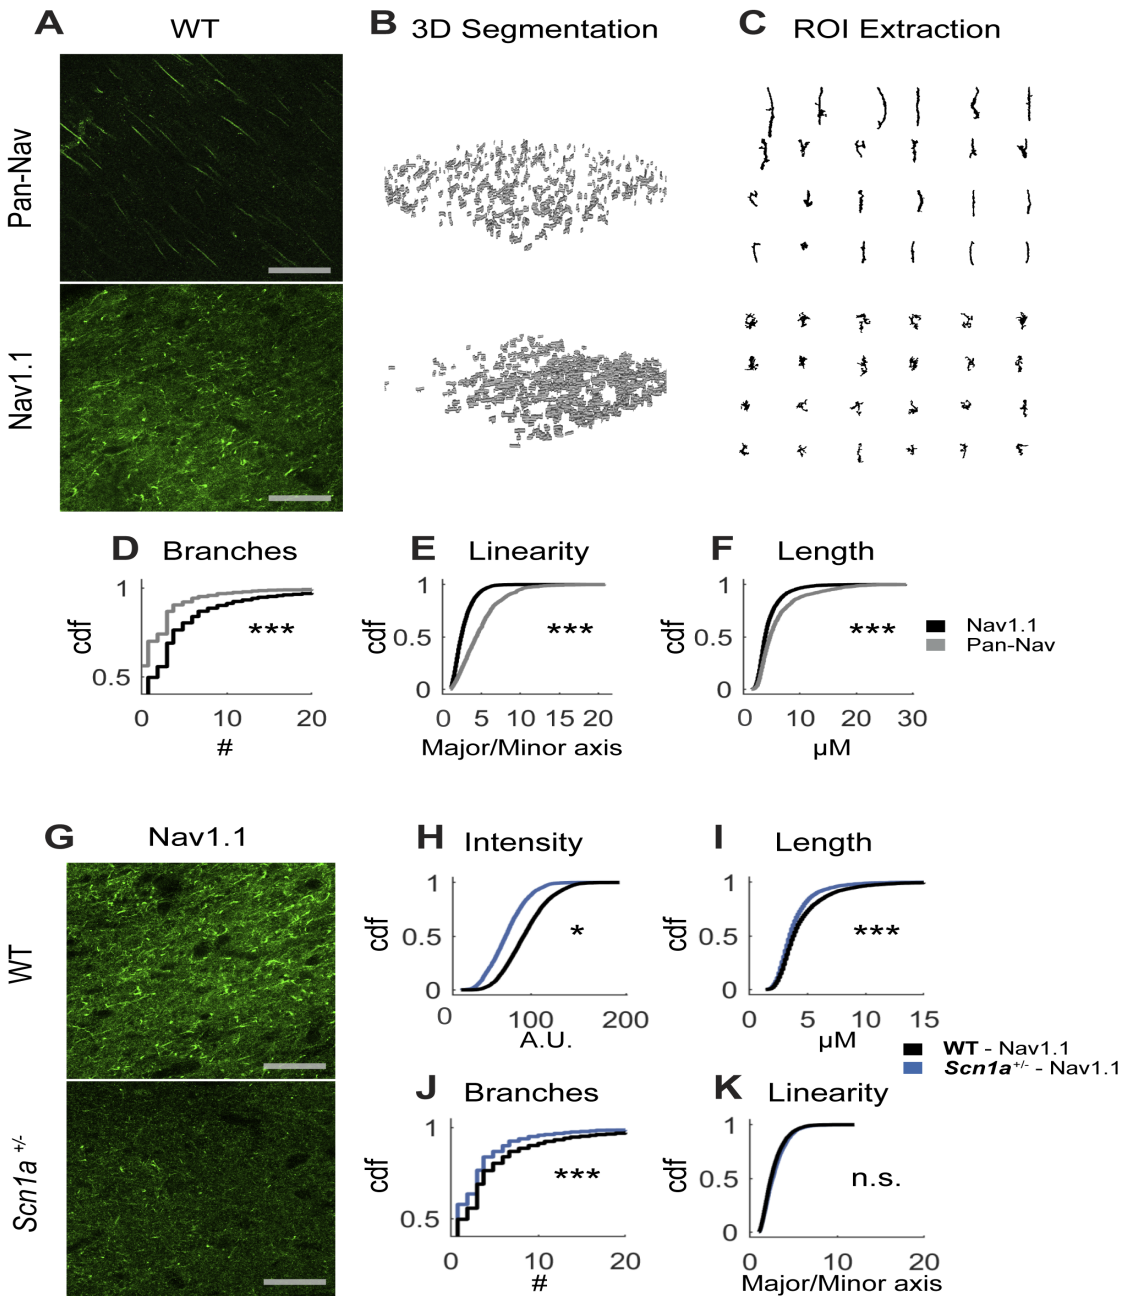 A WT
B 3D Segmentation
C ROI Extraction
Pan-Nav
Nav1.1
D Branches
cdf
1
0.5
0 10 20
#
E Linearity
cdf
1
0.5
0
0 5 10 15 20
Major/Minor axis
***
F Length
cdf
1
0.5
0
0 10 20 30
µM
***
***
Nav1.1
Pan-Nav
G Nav1.1
WT
Scn1a +/-
H Intensity
cdf
1
0.5
0
0 100 200
A.U.
*
I Length
cdf
1
0.5
0
0 5 10 15
µM
***
WT - Nav1.1
Scn1a+/- - Nav1.1
J Branches
cdf
1
0.5
0 10 20
#
***
K Linearity
cdf
1
0.5
0
0 10 20
Major/Minor axis
n.s.